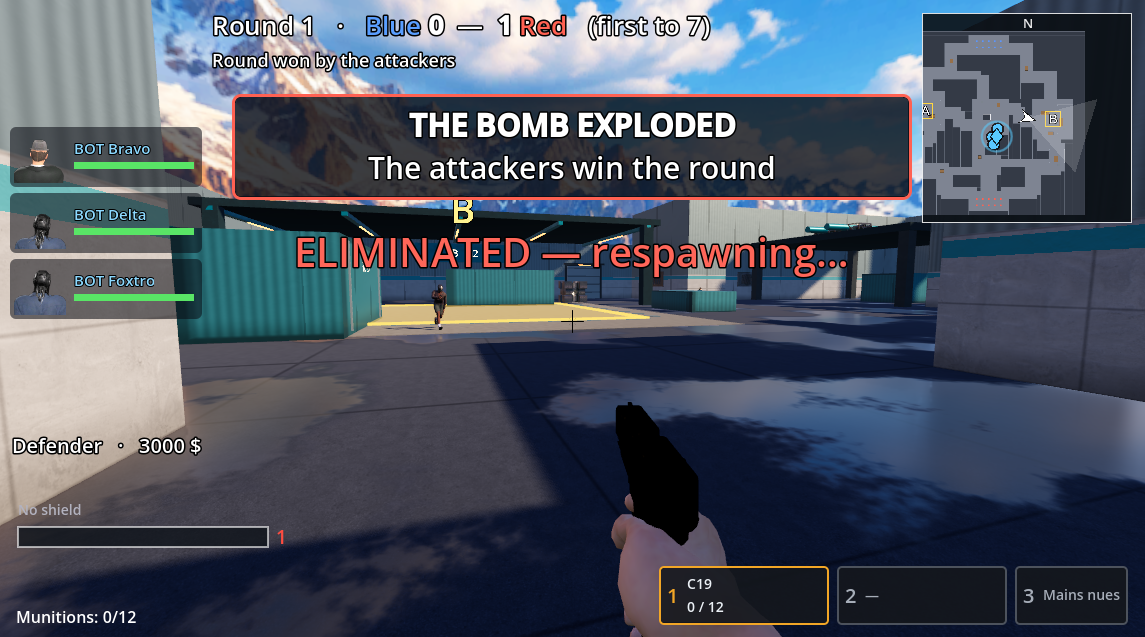 Round 1 · Blue 0 — 1 Red (first to 7)
Round won by the attackers
N
THE BOMB EXPLODED
The attackers win the round
A
B
BOT Bravo
BOT Delta
BOT Foxtro
B
ELIMINATED — respawning...
Defender · 3000 $
No shield
1
Munitions: 0/12
1 C19
0 / 12
2 —
3 Mains nues